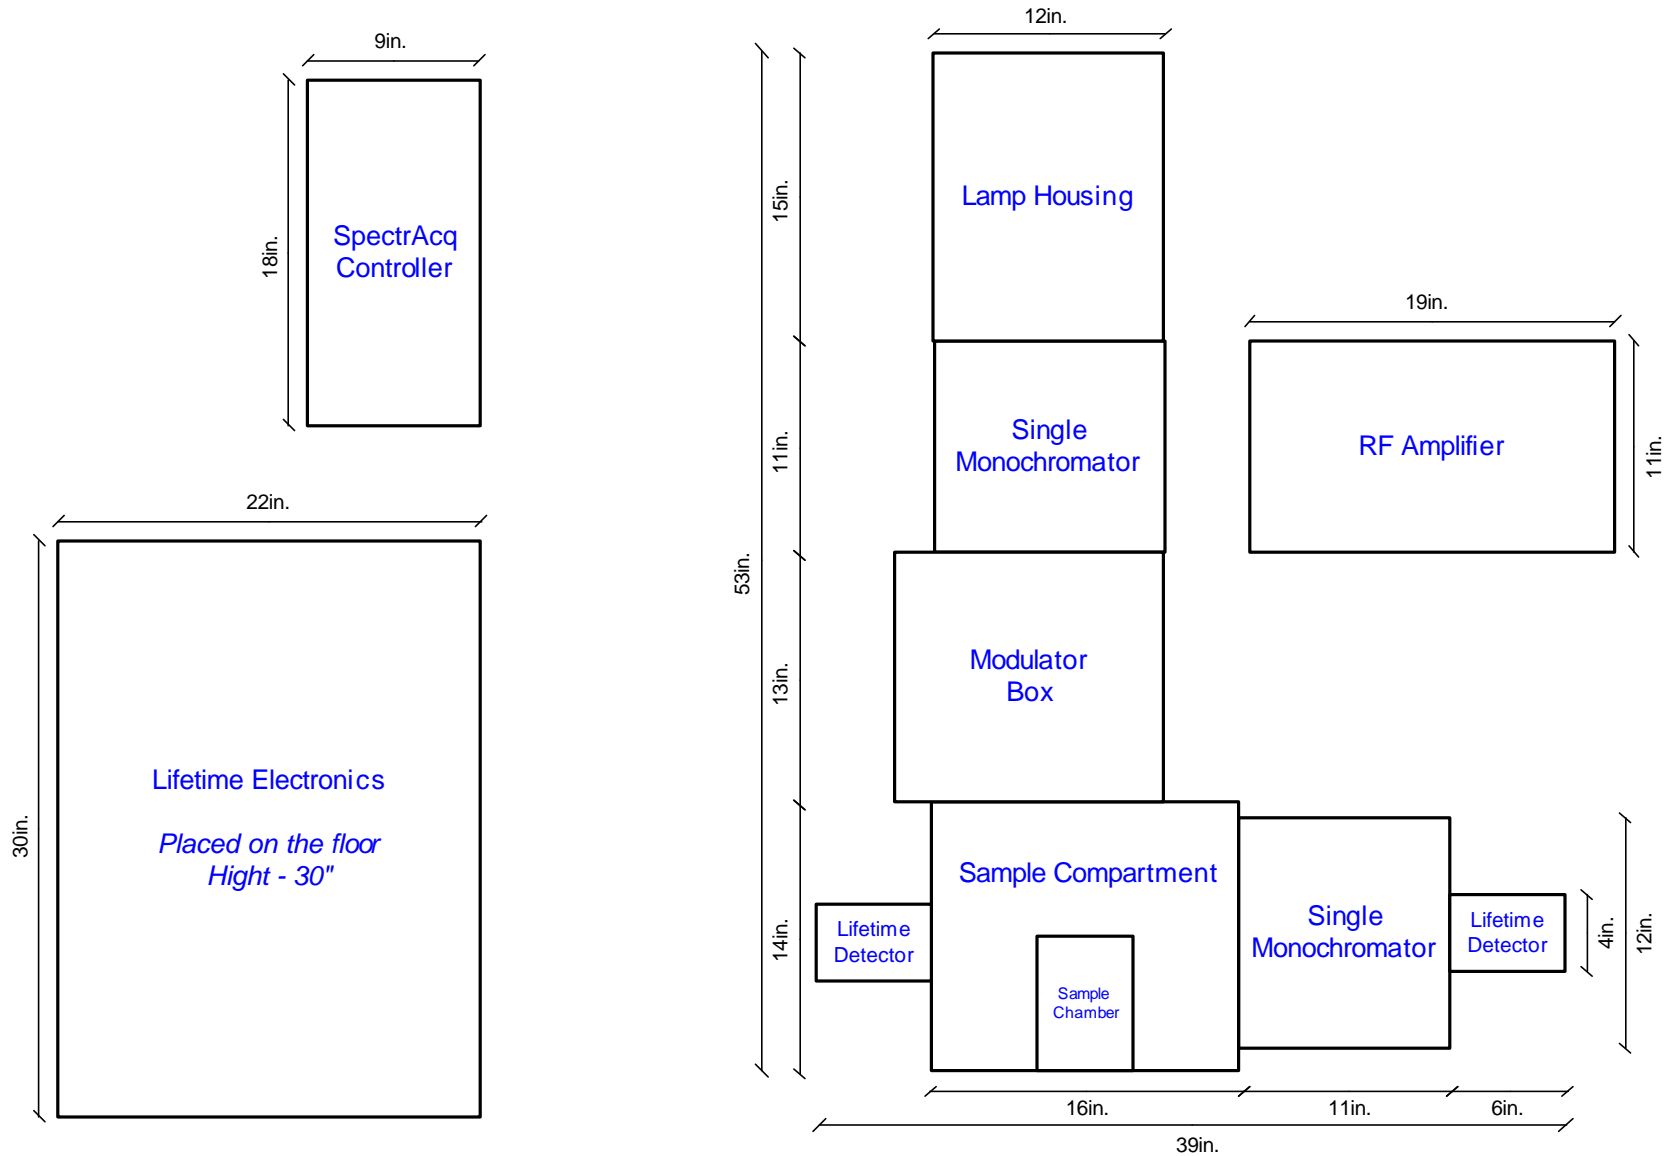 12in.
9in.
15in.
Lamp Housing
SpectrAcq
Controller
18in.
19in.
11in.
Single
Monochromator
RF Amplifier
11in.
22in.
53in.
13in.
Modulator
Box
Lifetime Electronics
Placed on the floor
Hight - 30"
30in.
Sample Compartment
14in.
Lifetime
Detector
Single
Monochromator
Lifetime
Detector
4in.
12in.
Sample
Chamber
16in.
11in.
6in.
39in.